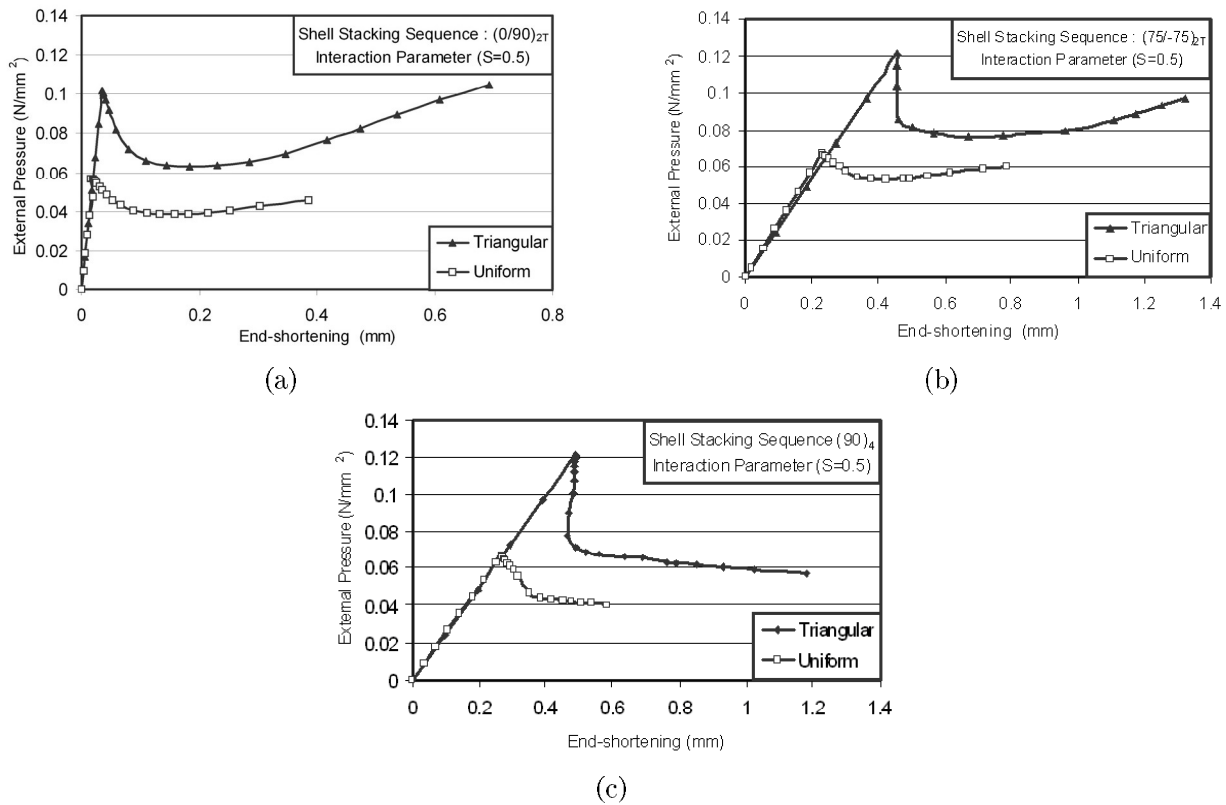 Shell Stacking Sequence : (0/90)2T
Interaction Parameter (S=0.5)
External Pressure (N/mm 2)
0.14
0.12
0.1
0.08
0.06
0.04
0.02
0
Triangular
Uniform
0 0.2 0.4 0.6 0.8
End-shortening (mm)
(a)
Shell Stacking Sequence : (75/-75)2T
Interaction Parameter (S=0.5)
External Pressure (N/mm 2)
0.14
0.12
0.1
0.08
0.06
0.04
0.02
0
Triangular
Uniform
0 0.2 0.4 0.6 0.8 1 1.2 1.4
End-shortening (mm)
(b)
Shell Stacking Sequence (90)4
Interaction Parameter (S=0.5)
External Pressure (N/mm 2)
0.14
0.12
0.1
0.08
0.06
0.04
0.02
0
Triangular
Uniform
0 0.2 0.4 0.6 0.8 1 1.2 1.4
End-shortening (mm)
(c)